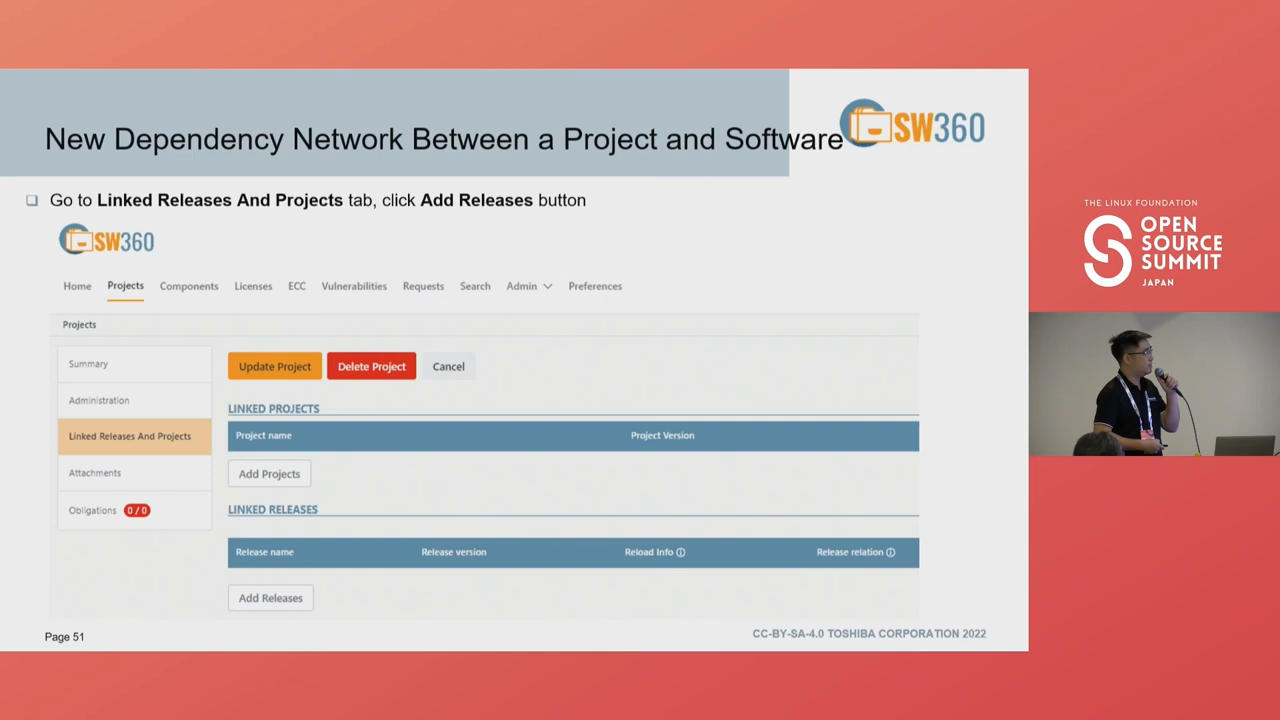 New Dependency Network Between a Project and Software
SW360
Go to Linked Releases And Projects tab, click Add Releases button
SW360
Home Projects Components Licenses ECC Vulnerabilities Requests Search Admin Preferences
Projects
Summary
Administration
Linked Releases And Projects
Attachments
Obligations 0 / 0
Update Project Delete Project Cancel
LINKED PROJECTS
Project name Project Version
Add Projects
LINKED RELEASES
Release name Release version Reload Info Release relation
Add Releases
Page 51
CC-BY-SA-4.0 TOSHIBA CORPORATION 2022
THE LINUX FOUNDATION
OPEN
SOURCE
SUMMIT
JAPAN